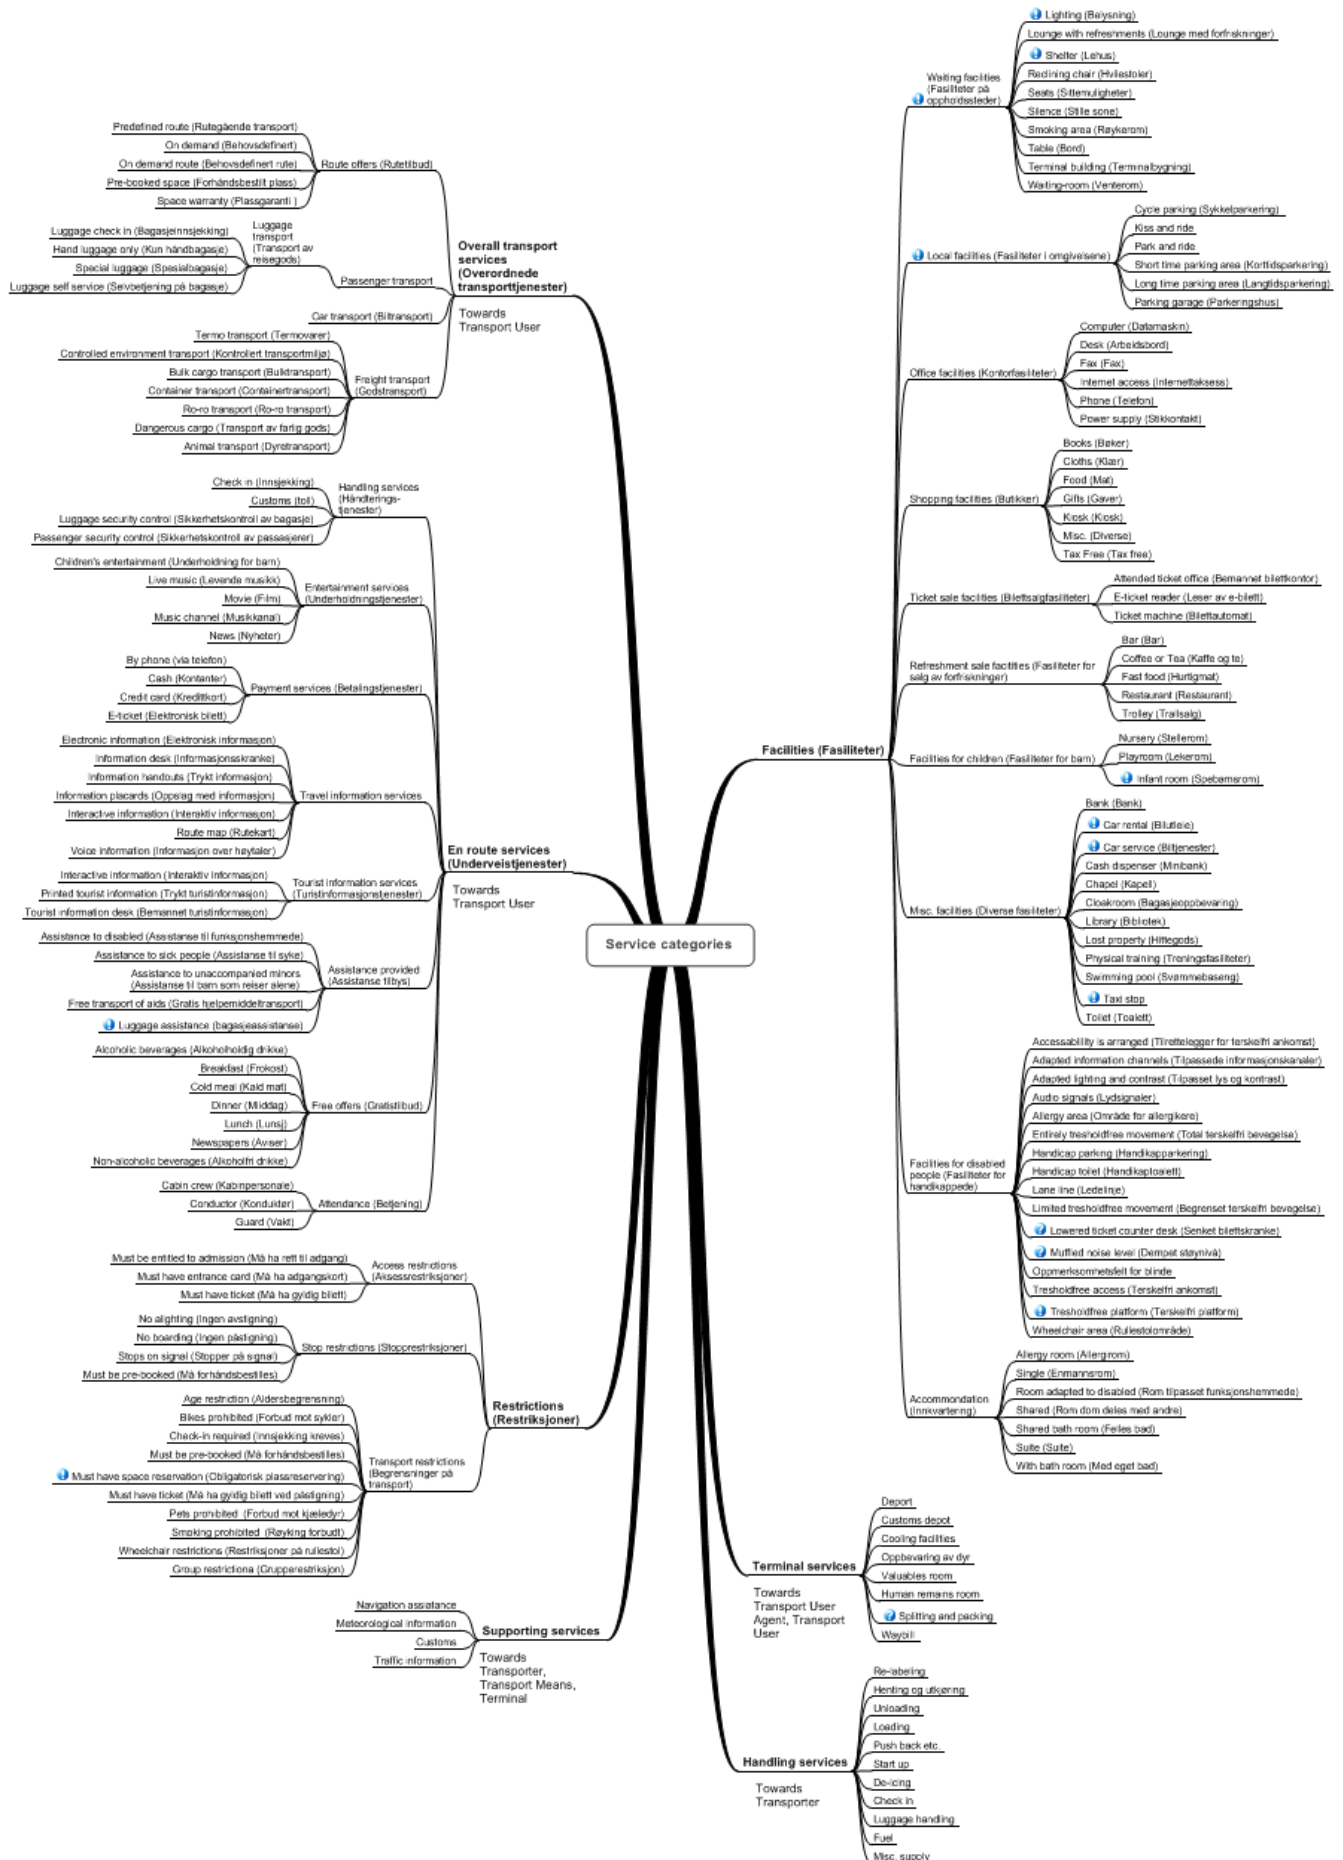 Service categories
Overall transport
services
(Overordnede
transporttjenester)
Towards
Transport User
Route offers (Rutetilbud)
Predefined route (Rutegående transport)
On demand (Behovsdefinert)
On demand route (Behovsdefinert rute)
Pre-booked space (Forhåndsbestilt plass)
Space warranty (Plassgaranti )
Passenger transport
Luggage
transport
(Transport av
reisegods)
Luggage check in (Bagasjeinnsjekking)
Hand luggage only (Kun håndbagasje)
Special luggage (Spesialbagasje)
Luggage self service (Selvbetjening på bagasje)
Car transport (Biltransport)
Freight transport
(Godstransport)
Termo transport (Termovarer)
Controlled environment transport (Kontrollert transportmiljø)
Bulk cargo transport (Bulktransport)
Container transport (Containertransport)
Ro-ro transport (Ro-ro transport)
Dangerous cargo (Transport av farlig gods)
Animal transport (Dyretransport)
En route services
(Underveistjenester)
Towards
Transport User
Handling services
(Håndterings-
tjenester)
Check in (Innsjekking)
Customs (toll)
Luggage security control (Sikkerhetskontroll av bagasje)
Passenger security control (Sikkerhetskontroll av passasjerer)
Entertainment services
(Underholdningstjenester)
Children's entertainment (Underholdning for barn)
Live music (Levende musikk)
Movie (Film)
Music channel (Musikkanal)
News (Nyheter)
Payment services (Betalingstjenester)
By phone (via telefon)
Cash (Kontanter)
Credit card (Kredittkort)
E-ticket (Elektronisk bilett)
Travel information services
Electronic information (Elektronisk informasjon)
Information desk (Informasjonsskranke)
Information handouts (Trykt informasjon)
Information placards (Oppslag med informasjon)
Interactive information (Interaktiv informasjon)
Route map (Rutekart)
Voice information (Informasjon over høytaler)
Tourist information services
(Turistinformasjonstjenester)
Interactive information (Interaktiv Informasjon)
Printed tourist information (Trykt turistinformasjon)
Tourist information desk (Bemannet turistinformasjon)
Assistance provided
(Assistanse tilbys)
Assistance to disabled (Assistanse til funksjonshemmede)
Assistance to sick people (Assistanse til syke)
Assistance to unaccompanied minors
(Assistanse til barn som reiser alene)
Free transport of aids (Gratis hjelpemiddeltransport)
Luggage assistance (bagasjeassistanse)
Free offers (Gratistilbud)
Alcoholic beverages (Alkoholholdig drikke)
Breakfast (Frokost)
Cold meal (Kald mat)
Dinner (Middag)
Lunch (Lunsj)
Newspapers (Aviser)
Non-alcoholic beverages (Alkoholfri drikke)
Attendance (Betjening)
Cabin crew (Kabinpersonale)
Conductor (Konduktør)
Guard (Vakt)
Restrictions
(Restriksjoner)
Access restrictions
(Aksessrestriksjoner)
Must be entitled to admission (Må ha rett til adgang)
Must have entrance card (Må ha adgangskort)
Must have ticket (Må ha gyldig bilett)
Stop restrictions (Stopprestriksjoner)
No alighting (Ingen avstigning)
No boarding (Ingen påstigning)
Stops on signal (Stopper på signal)
Must be pre-booked (Må forhåndsbestilles)
Transport restrictions
(Begrensninger på
transport)
Age restriction (Aldersbegrensning)
Bikes prohibited (Forbud mot sykler)
Check-in required (Innsjekking kreves)
Must be pre-booked (Må forhåndsbestilles)
Must have space reservation (Obligatorisk plassreservering)
Must have ticket (Må ha gyldig bilett ved påstigning)
Pets prohibited (Forbud mot kjæledyr)
Smoking prohibited (Røyking forbudt)
Wheelchair restrictions (Restriksjoner på rullestol)
Group restrictiona (Grupperestriksjon)
Supporting services
Towards
Transporter,
Transport Means,
Terminal
Navigation assistance
Meteorological information
Customs
Traffic information
Facilities (Fasiliteter)
Waiting facilities
(Fasiliteter på
oppholdssteder)
Lighting (Belysning)
Lounge with refreshments (Lounge med forfriskninger)
Shelter (Lehus)
Reclining chair (Hvilestoler)
Seats (Sittemuligheter)
Silence (Stille sone)
Smoking area (Røykerom)
Table (Bord)
Terminal building (Terminalbygning)
Waiting-room (Venterom)
Local facilities (Fasiliteter i omgivelsene)
Cycle parking (Sykkelparkering)
Kiss and ride
Park and ride
Short time parking area (Korttidsparkering)
Long time parking area (Langtidsparkering)
Parking garage (Parkeringshus)
Office facilities (Kontorfasiliteter)
Computer (Datamaskin)
Desk (Arbeidsbord)
Fax (Fax)
Internet access (Internettaksess)
Phone (Telefon)
Power supply (Stikkontakt)
Shopping facilities (Butikker)
Books (Bøker)
Cloths (Klær)
Food (Mat)
Gifts (Gaver)
Kiosk (Kiosk)
Misc. (Diverse)
Tax Free (Tax free)
Ticket sale facilities (Bilettsalgfasiliteter)
Attended ticket office (Bemannet bilettkontor)
E-ticket reader (Leser av e-bilett)
Ticket machine (Bilettautomat)
Refreshment sale facitities (Fasiliteter for
salg av forfriskninger)
Bar (Bar)
Coffee or Tea (Kaffe og te)
Fast food (Hurtigmat)
Restaurant (Restaurant)
Trolley (Trallsalg)
Facilities for children (Fasiliteter for barn)
Nursery (Stellerom)
Playroom (Lekerom)
Infant room (Spebarnsrom)
Misc. facilities (Diverse fasiliteter)
Bank (Bank)
Car rental (Bilutleie)
Car service (Biltjenester)
Cash dispenser (Minibank)
Chapel (Kapell)
Cloakroom (Bagasjeoppbevaring)
Library (Bibliotek)
Lost property (Hittegods)
Physical training (Treningsfasiliteter)
Swimming pool (Svømmebaseng)
Taxi stop
Toilet (Toalett)
Facilities for disabled
people (Fasiliteter for
handikappede)
Accessability is arranged (Tilrettelegger for terskelfri ankomst)
Adapted information channels (Tilpassede informasjonskanaler)
Adapted lighting and contrast (Tilpasset lys og kontrast)
Audio signals (Lydsignaler)
Allergy area (Område for allergikere)
Entirely tresholdfree movement (Total terskelfri bevegelse)
Handicap parking (Handikapparkering)
Handicap toilet (Handikaptoalett)
Lane line (Ledelinje)
Limited tresholdfree movement (Begrenset terskelfri bevegelse)
Lowered ticket counter desk (Senket bilettskranke)
Muffled noise level (Dempet støynivå)
Oppmerksomhetsfelt for blinde
Tresholdfree access (Terskelfri ankomst)
Tresholdfree platform (Terskelfri platform)
Wheelchair area (Rullestolområde)
Accommondation
(Innkvartering)
Allergy room (Allergirom)
Single (Enmannsrom)
Room adapted to disabled (Rom tilpasset funksjonshemmede)
Shared (Rom dom deles med andre)
Shared bath room (Felles bad)
Suite (Suite)
With bath room (Med eget bad)
Terminal services
Towards
Transport User
Agent, Transport
User
Deport
Customs depot
Cooling facilities
Oppbevaring av dyr
Valuables room
Human remains room
Splitting and packing
Waybill
Handling services
Towards
Transporter
Re-labeling
Henting og utkjøring
Unloading
Loading
Push back etc.
Start up
De-icing
Check in
Luggage handling
Fuel
Misc. supply